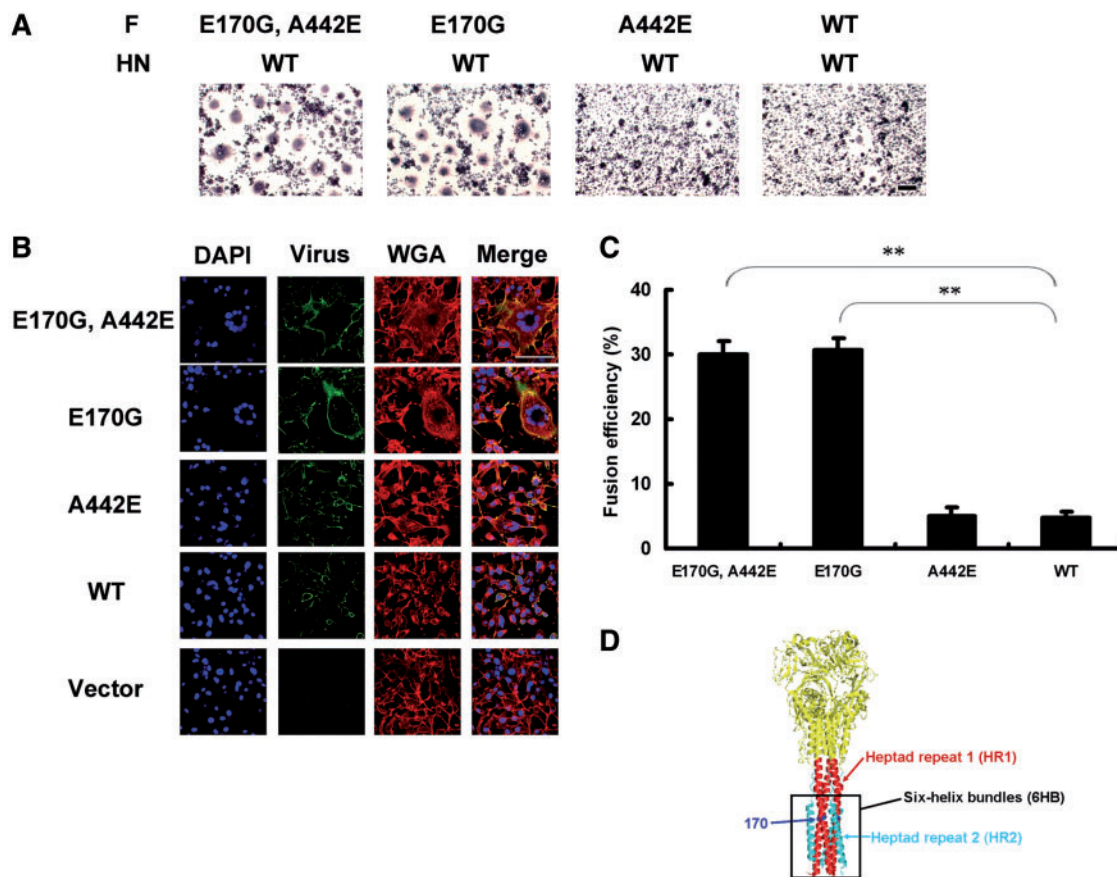 A
F E170G, A442E E170G A442E WT
HN WT WT WT WT
B
DAPI Virus WGA Merge
E170G, A442E
E170G
A442E
WT
Vector
C
**
**
Fusion efficiency (%)
40
30
20
10
0
E170G, A442E E170G A442E WT
D
Heptad repeat 1 (HR1)
Six-helix bundles (6HB)
170
Heptad repeat 2 (HR2)